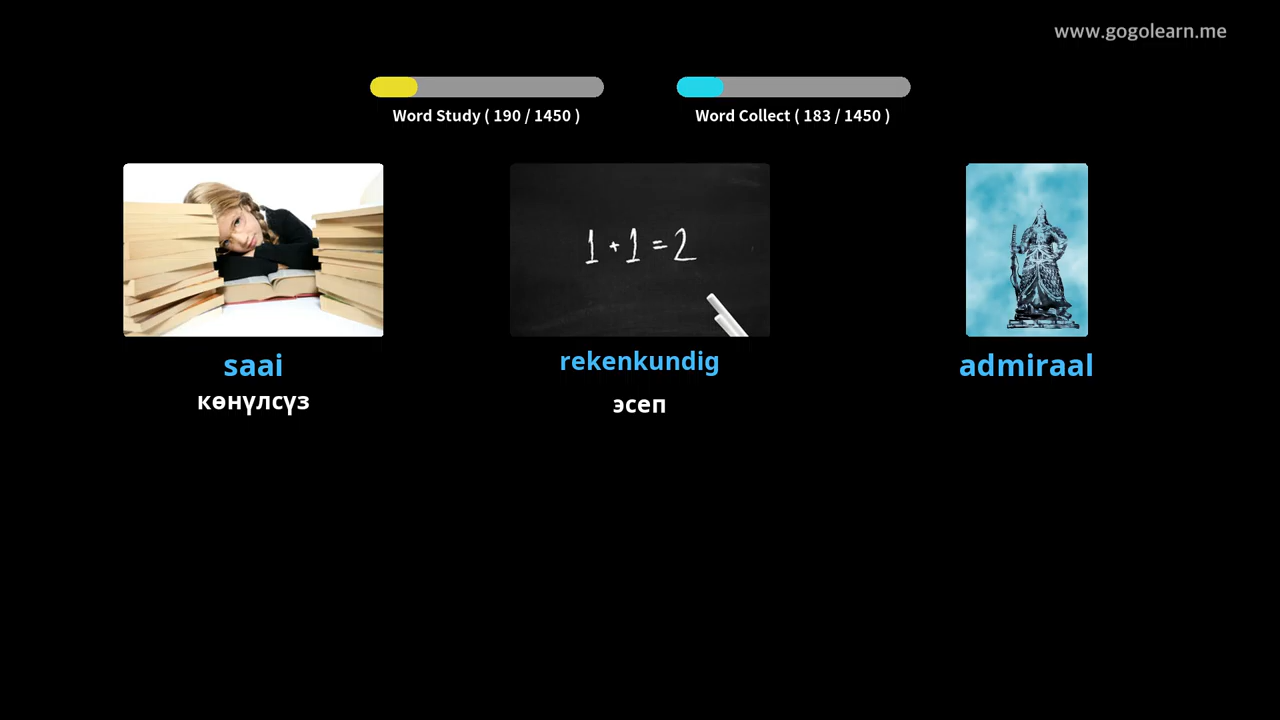 www.gogolearn.me
Word Study ( 190 / 1450 )
Word Collect ( 183 / 1450 )
1 + 1 = 2
saai
көнүлсүз
rekenkundig
эсеп
admiraal